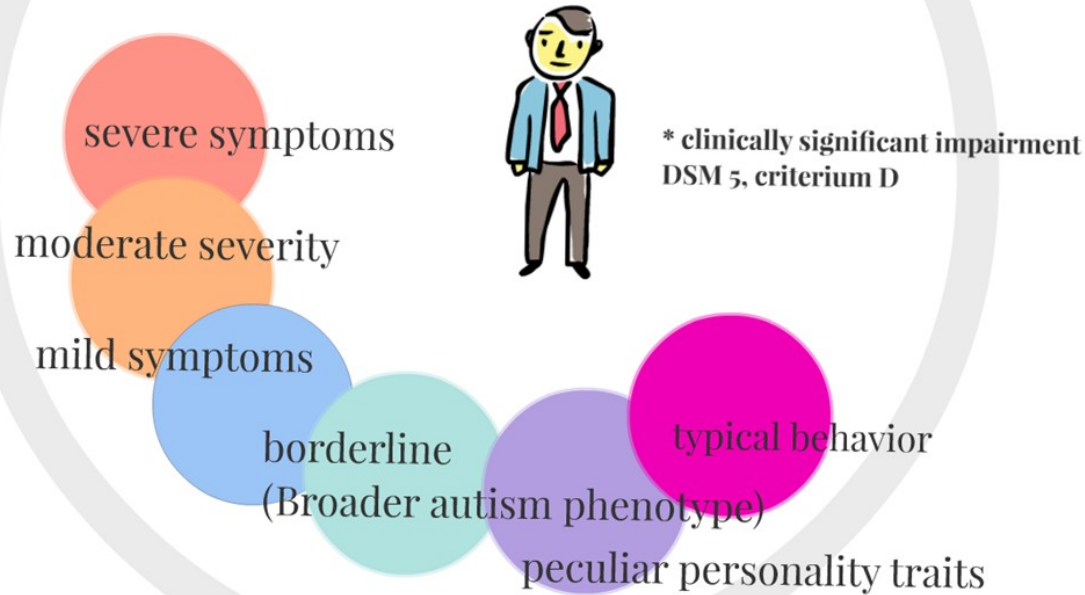 severe symptoms
* clinically significant impairment
DSM 5, criterium D
moderate severity
mild symptoms
borderline
(Broader autism phenotype)
typical behavior
peculiar personality traits